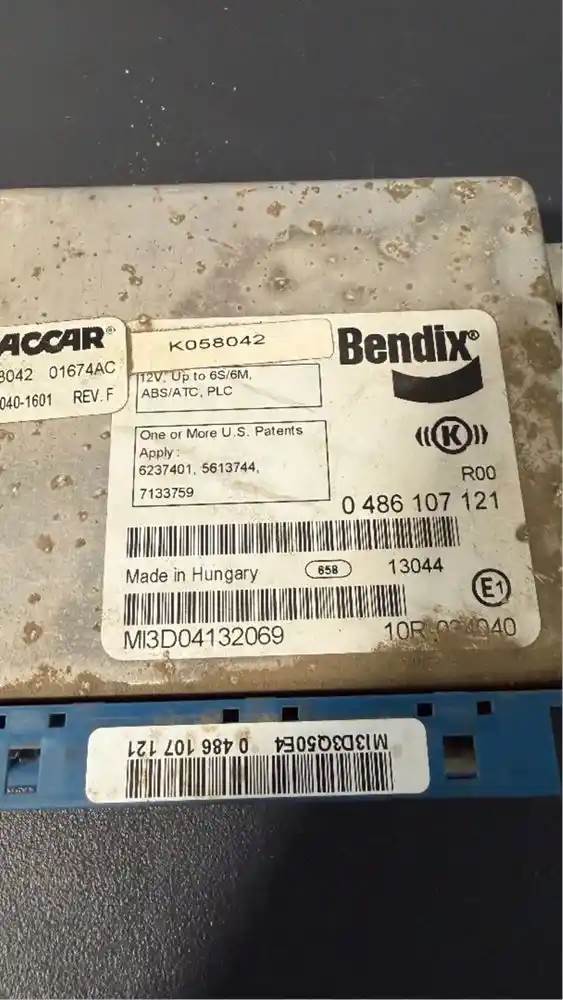 ACCAR®
8042 01674AC
040-1601 REV. F
K058042
Bendix®
12V, Up to 6S/6M,
ABS/ATC, PLC
One or More U.S. Patents
Apply :
6237401, 5613744,
7133759
K
R00
0 486 107 121
Made in Hungary 658 13044
E1
MI3D04132069
MI3D3Q50E4 0 486 107 121